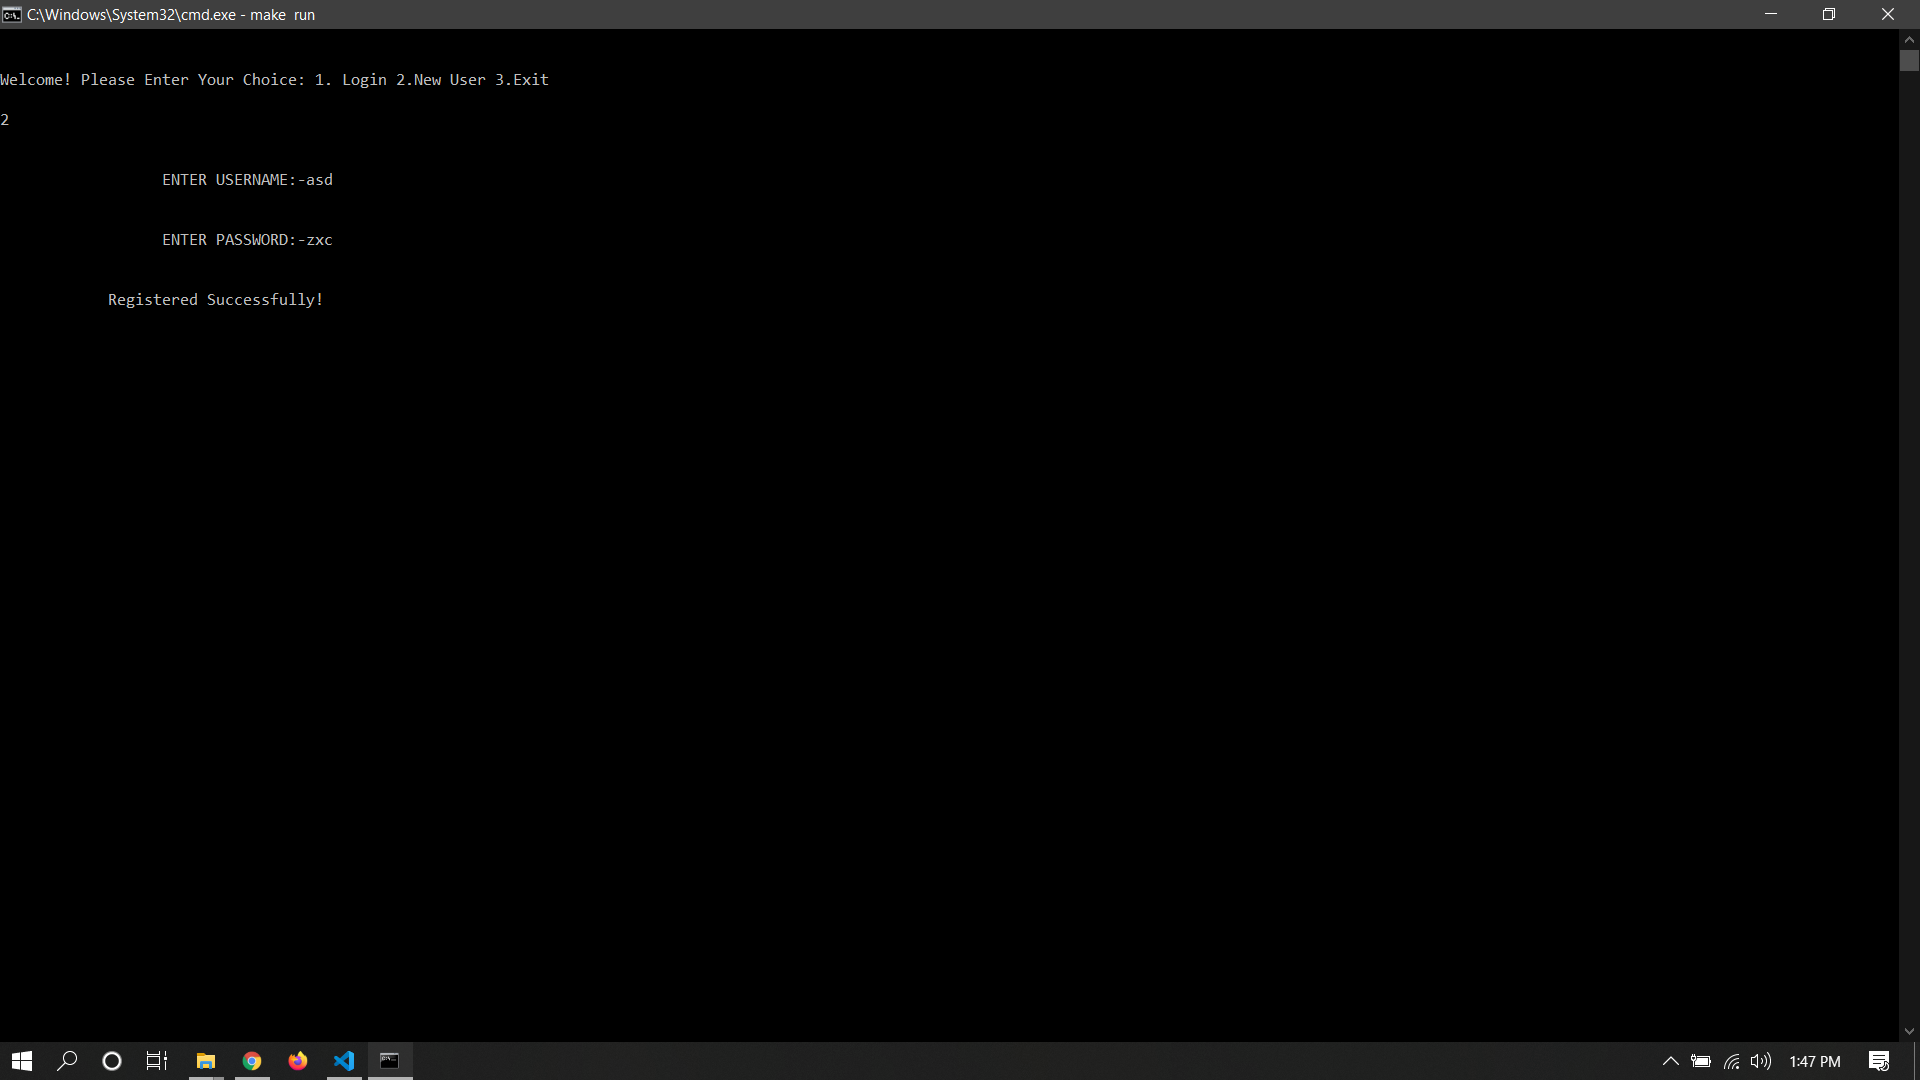 C:\Windows\System32\cmd.exe - make  run
Welcome! Please Enter Your Choice: 1. Login 2.New User 3.Exit
2
ENTER USERNAME:-asd
ENTER PASSWORD:-zxc
Registered Successfully!
1:47 PM